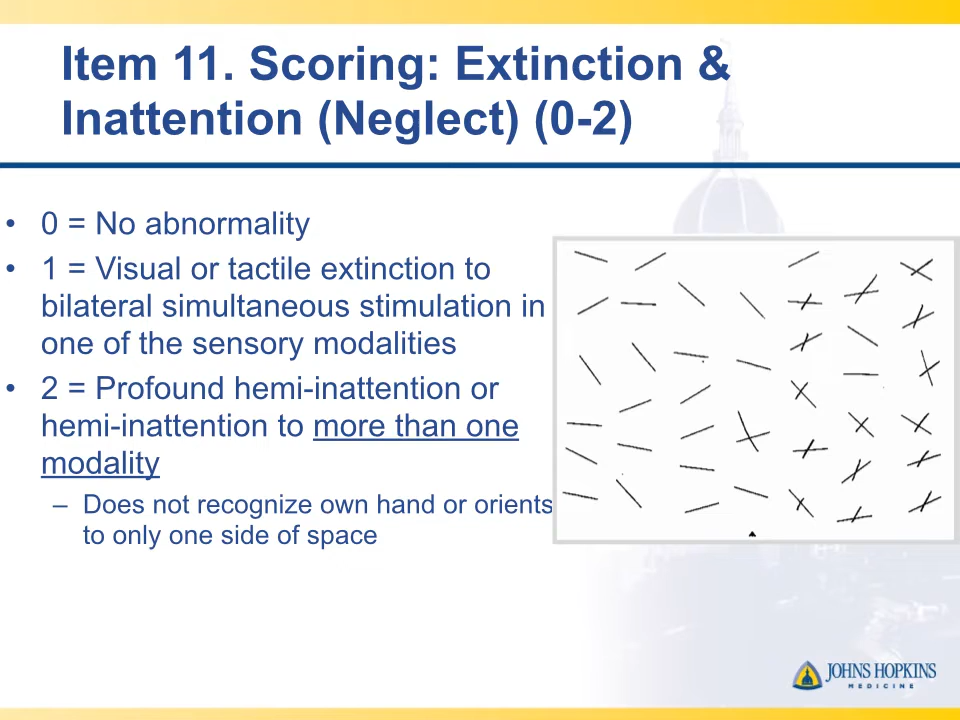 Item 11. Scoring: Extinction &
Inattention (Neglect) (0-2)
• 0 = No abnormality
• 1 = Visual or tactile extinction to
bilateral simultaneous stimulation in
one of the sensory modalities
• 2 = Profound hemi-inattention or
hemi-inattention to more than one
modality
– Does not recognize own hand or orients
to only one side of space
JOHNS HOPKINS
MEDICINE